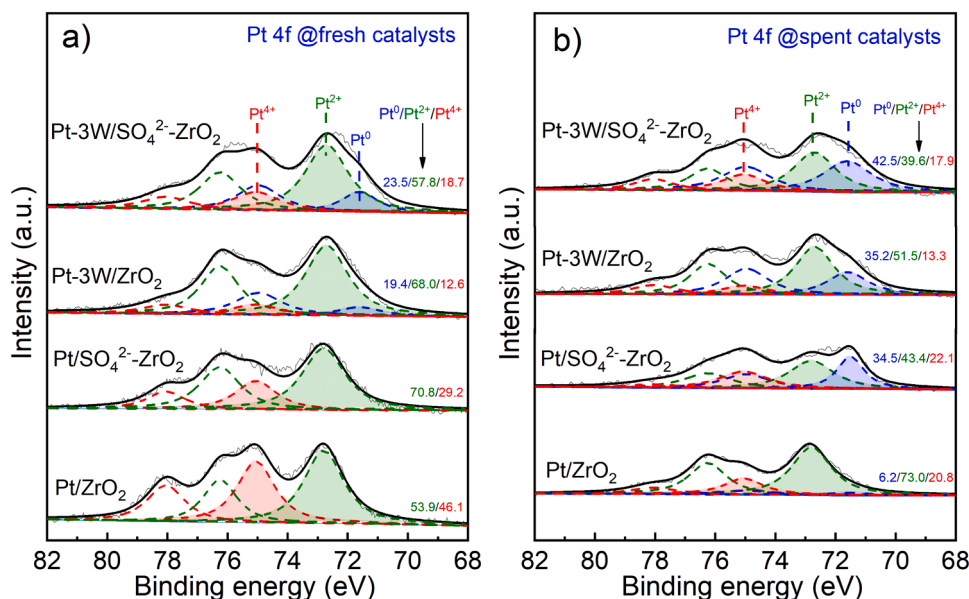 a)
Pt 4f @fresh catalysts
Pt⁴⁺
Pt²⁺
Pt⁰
Pt⁰/Pt²⁺/Pt⁴⁺
Pt-3W/SO₄²⁻-ZrO₂
23.5/57.8/18.7
Pt-3W/ZrO₂
19.4/68.0/12.6
Pt/SO₄²⁻-ZrO₂
70.8/29.2
Pt/ZrO₂
53.9/46.1
Intensity (a.u.)
82 80 78 76 74 72 70 68
Binding energy (eV)
b)
Pt 4f @spent catalysts
Pt⁴⁺
Pt²⁺
Pt⁰
Pt⁰/Pt²⁺/Pt⁴⁺
Pt-3W/SO₄²⁻-ZrO₂
42.5/39.6/17.9
Pt-3W/ZrO₂
35.2/51.5/13.3
Pt/SO₄²⁻-ZrO₂
34.5/43.4/22.1
Pt/ZrO₂
6.2/73.0/20.8
Intensity (a.u.)
82 80 78 76 74 72 70 68
Binding energy (eV)